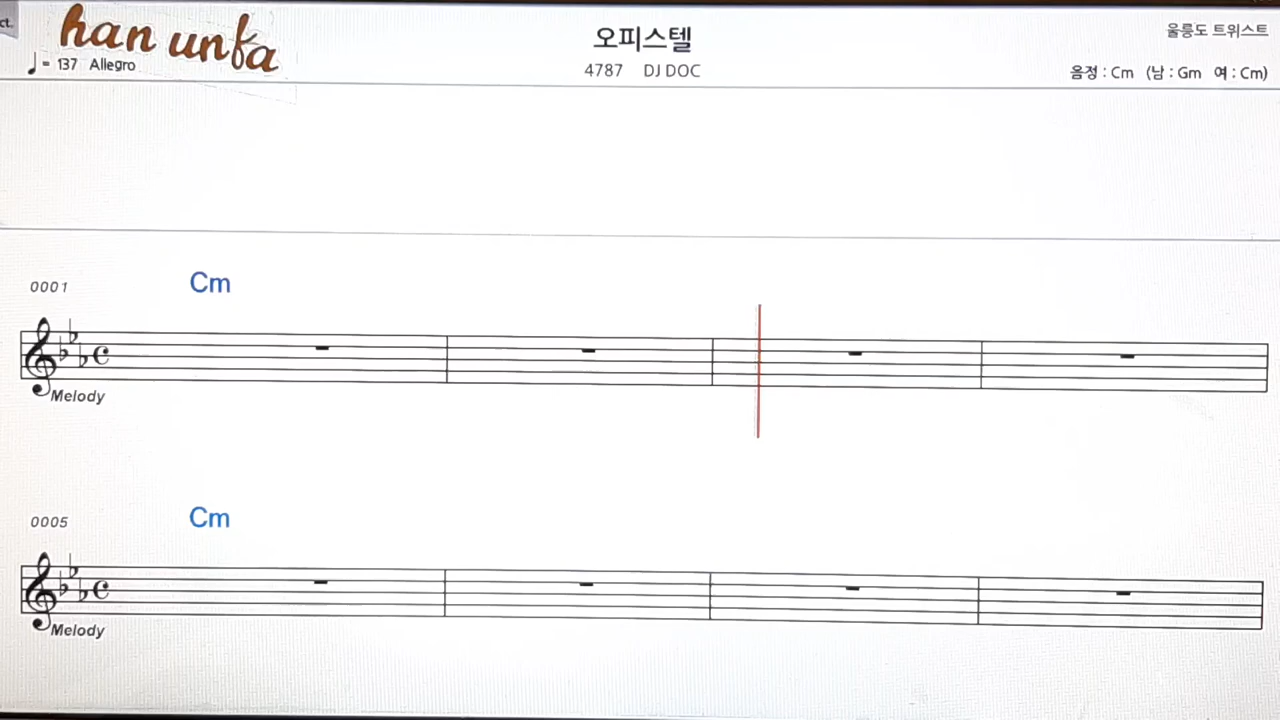 ct.
han unfa
♩= 137 Allegro
오피스텔
4787 DJ DOC
울릉도 트위스트
음정 : Cm (남 : Gm 여 : Cm)
0001
Cm
Melody
0005
Cm
Melody